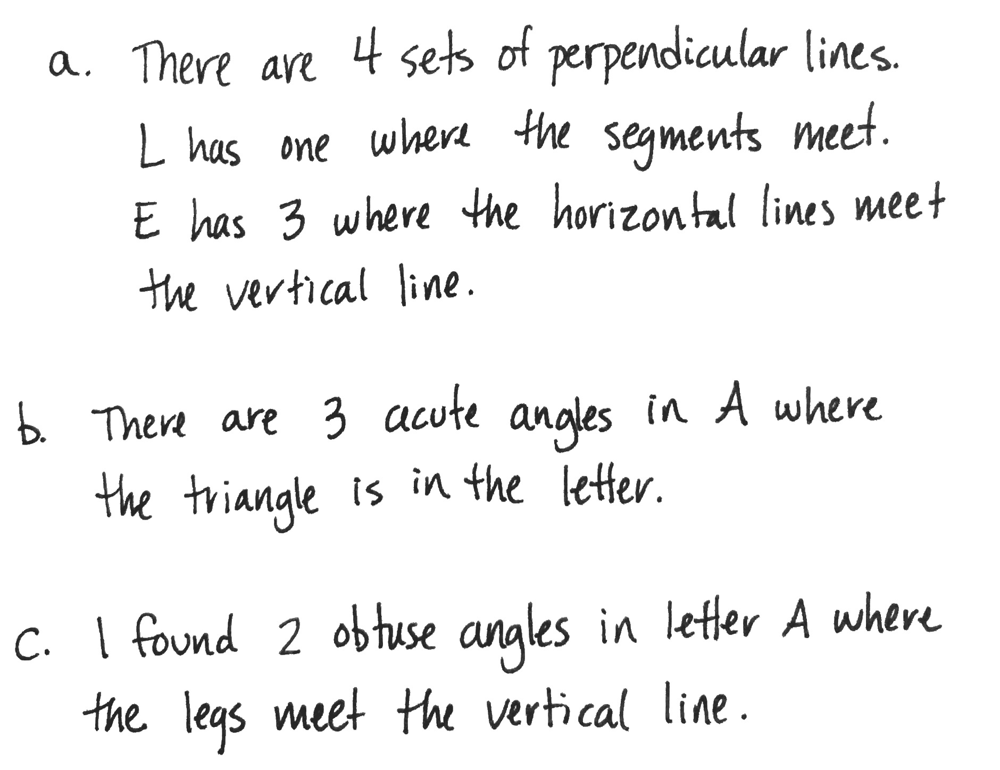 a. There are 4 sets of perpendicular lines.
L has one where the segments meet.
E has 3 where the horizontal lines meet
the vertical line.
b. There are 3 acute angles in A where
the triangle is in the letter.
c. I found 2 obtuse angles in letter A where
the legs meet the vertical line.